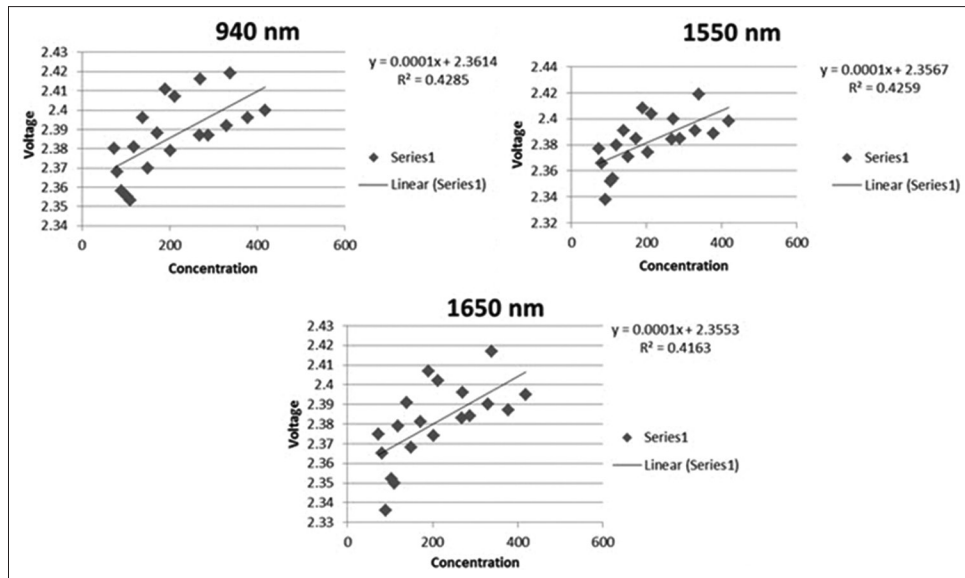 940 nm
y = 0.0001x + 2.3614
R² = 0.4285
2.43
2.42
2.41
2.4
2.39
2.38
2.37
2.36
2.35
2.34
Voltage
0 200 400 600
Concentration
Series1
Linear (Series1)
1550 nm
y = 0.0001x + 2.3567
R² = 0.4259
2.44
2.42
2.4
2.38
2.36
2.34
2.32
Voltage
0 200 400 600
Concentration
Series1
Linear (Series1)
1650 nm
y = 0.0001x + 2.3553
R² = 0.4163
2.43
2.42
2.41
2.4
2.39
2.38
2.37
2.36
2.35
2.34
2.33
Voltage
0 200 400 600
Concentration
Series1
Linear (Series1)